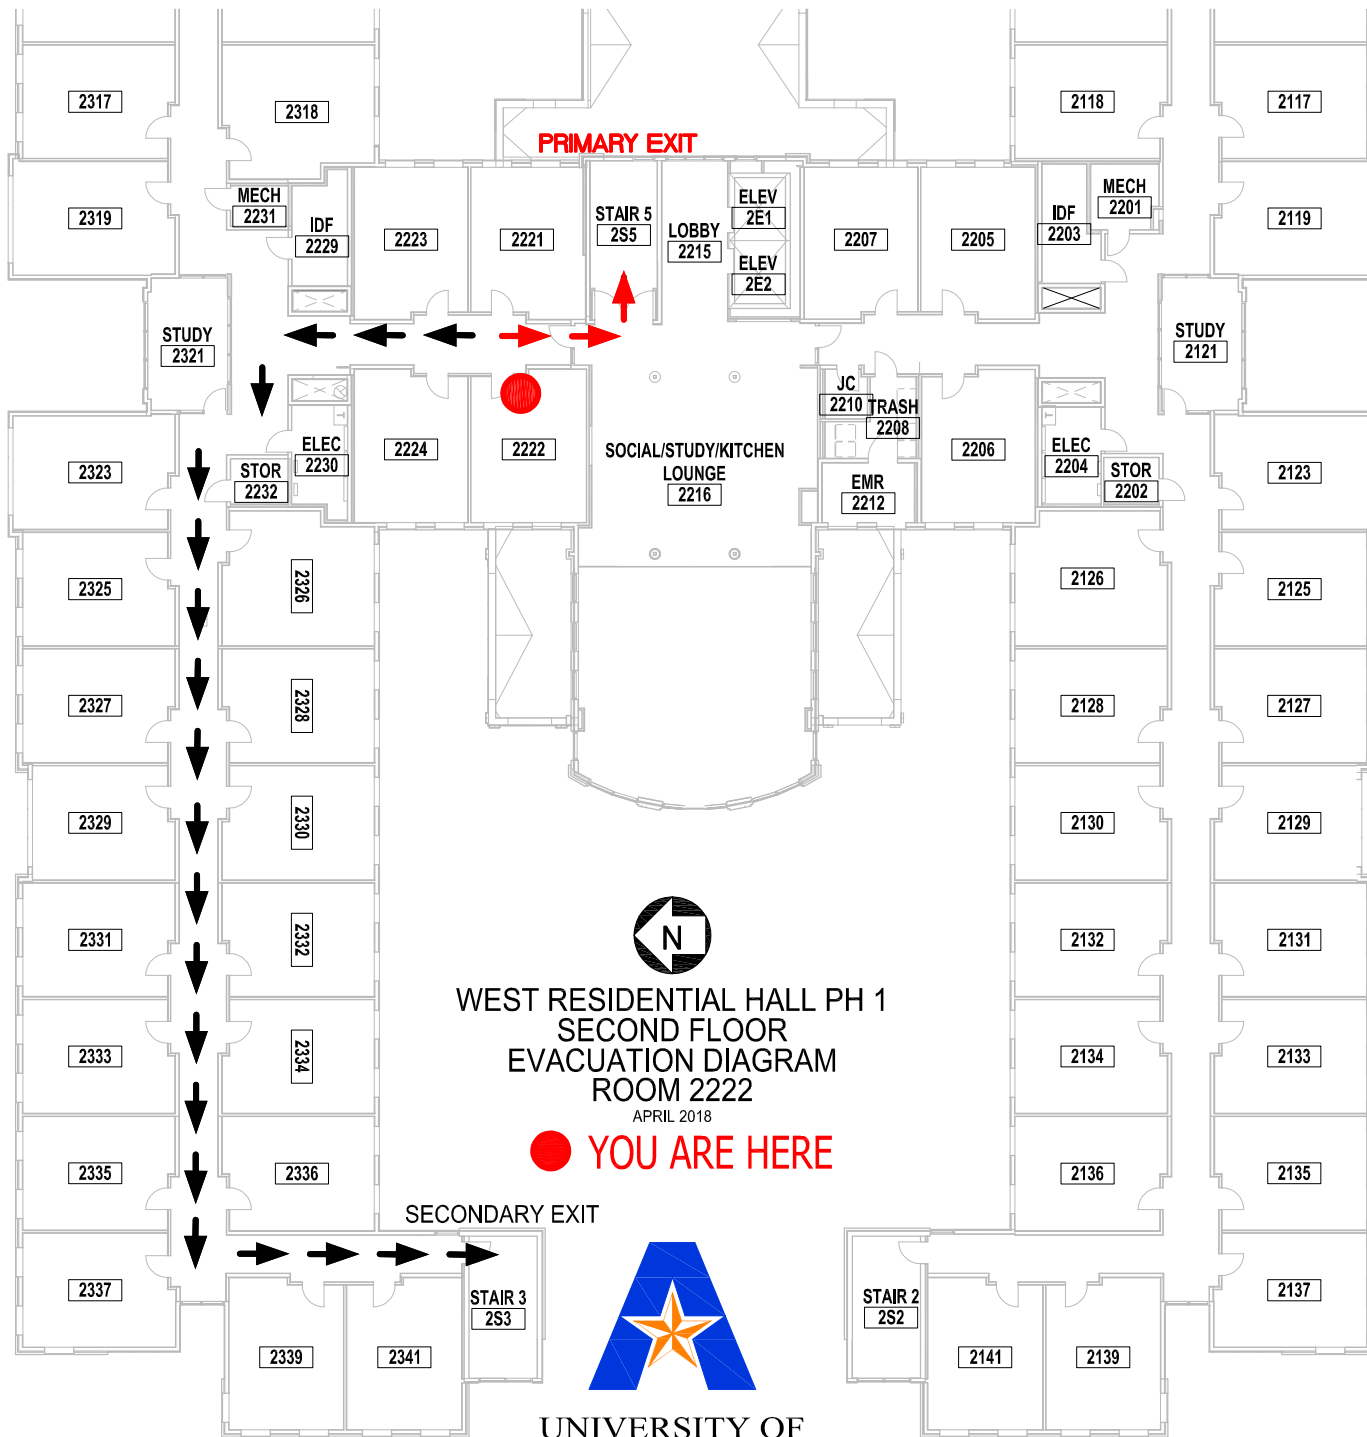 2317
2318
2118
2117
PRIMARY EXIT
MECH
2231
2319
IDF
2229
2223
2221
STAIR 5
2S5
LOBBY
2215
ELEV
2E1
ELEV
2E2
2207
2205
IDF
2203
MECH
2201
2119
STUDY
2321
STUDY
2121
JC
2210
TRASH
2208
2323
STOR
2232
ELEC
2230
2224
2222
SOCIAL/STUDY/KITCHEN
LOUNGE
2216
EMR
2212
2206
ELEC
2204
STOR
2202
2123
2325
2326
2126
2125
2327
2328
2128
2127
2329
2330
2130
2129
2331
2332
2132
2131
N
WEST RESIDENTIAL HALL PH 1
SECOND FLOOR
EVACUATION DIAGRAM
ROOM 2222
APRIL 2018
YOU ARE HERE
2333
2334
2134
2133
2335
2336
2136
2135
SECONDARY EXIT
2337
STAIR 3
2S3
STAIR 2
2S2
2137
2339
2341
2141
2139
UNIVERSITY OF